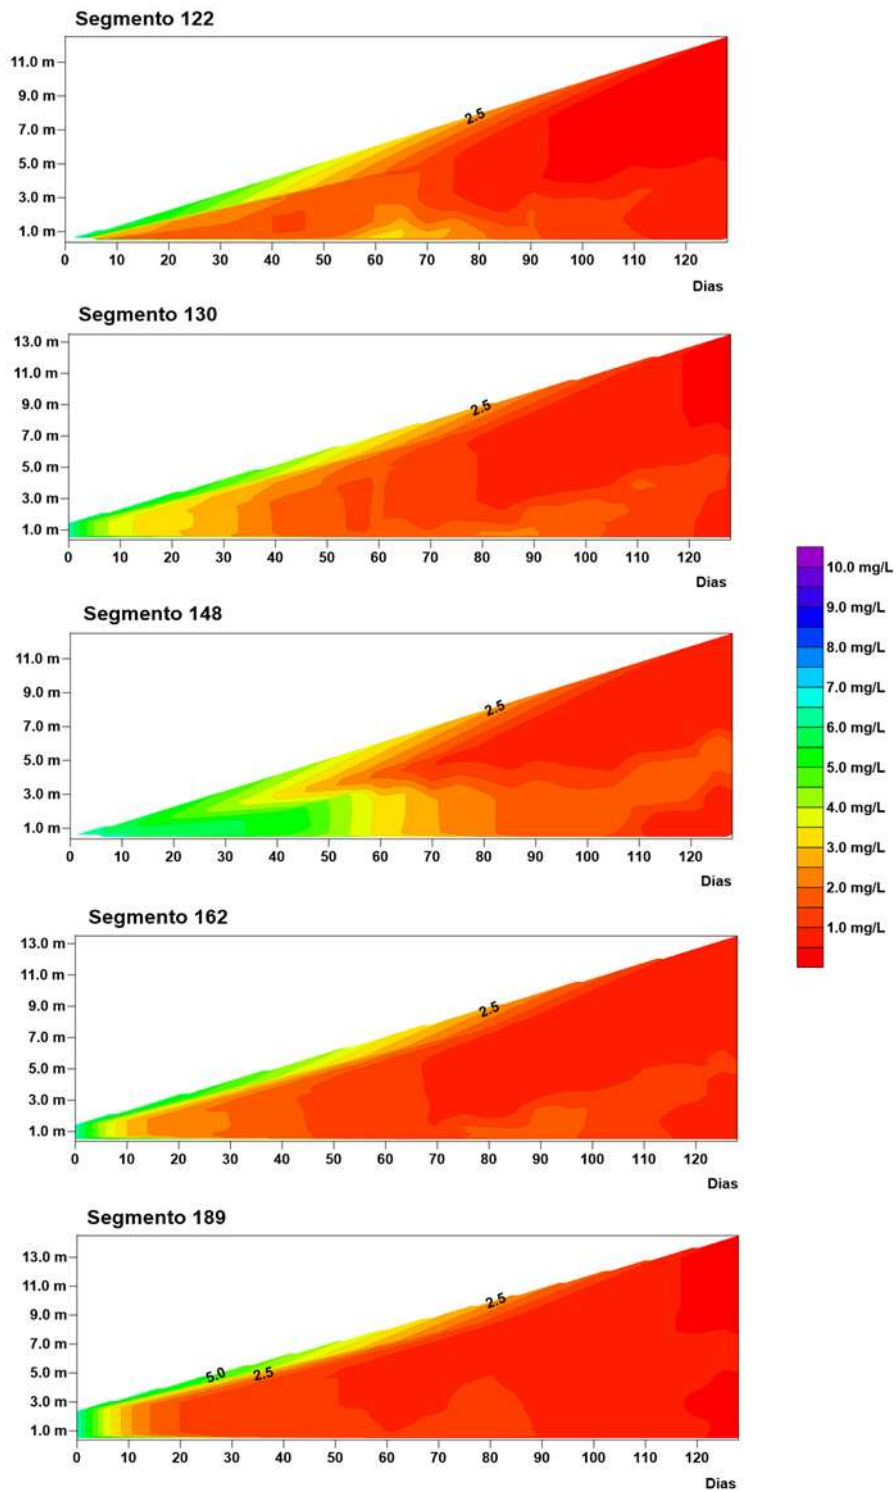 Segmento 122
11.0 m
9.0 m
7.0 m
5.0 m
3.0 m
1.0 m
2.5
0 10 20 30 40 50 60 70 80 90 100 110 120
Dias
Segmento 130
13.0 m
11.0 m
9.0 m
7.0 m
5.0 m
3.0 m
1.0 m
2.5
0 10 20 30 40 50 60 70 80 90 100 110 120
Dias
Segmento 148
11.0 m
9.0 m
7.0 m
5.0 m
3.0 m
1.0 m
2.5
0 10 20 30 40 50 60 70 80 90 100 110 120
Dias
Segmento 162
13.0 m
11.0 m
9.0 m
7.0 m
5.0 m
3.0 m
1.0 m
2.5
0 10 20 30 40 50 60 70 80 90 100 110 120
Dias
Segmento 189
13.0 m
11.0 m
9.0 m
7.0 m
5.0 m
3.0 m
1.0 m
2.5
5.0 2.5
0 10 20 30 40 50 60 70 80 90 100 110 120
Dias
10.0 mg/L
9.0 mg/L
8.0 mg/L
7.0 mg/L
6.0 mg/L
5.0 mg/L
4.0 mg/L
3.0 mg/L
2.0 mg/L
1.0 mg/L